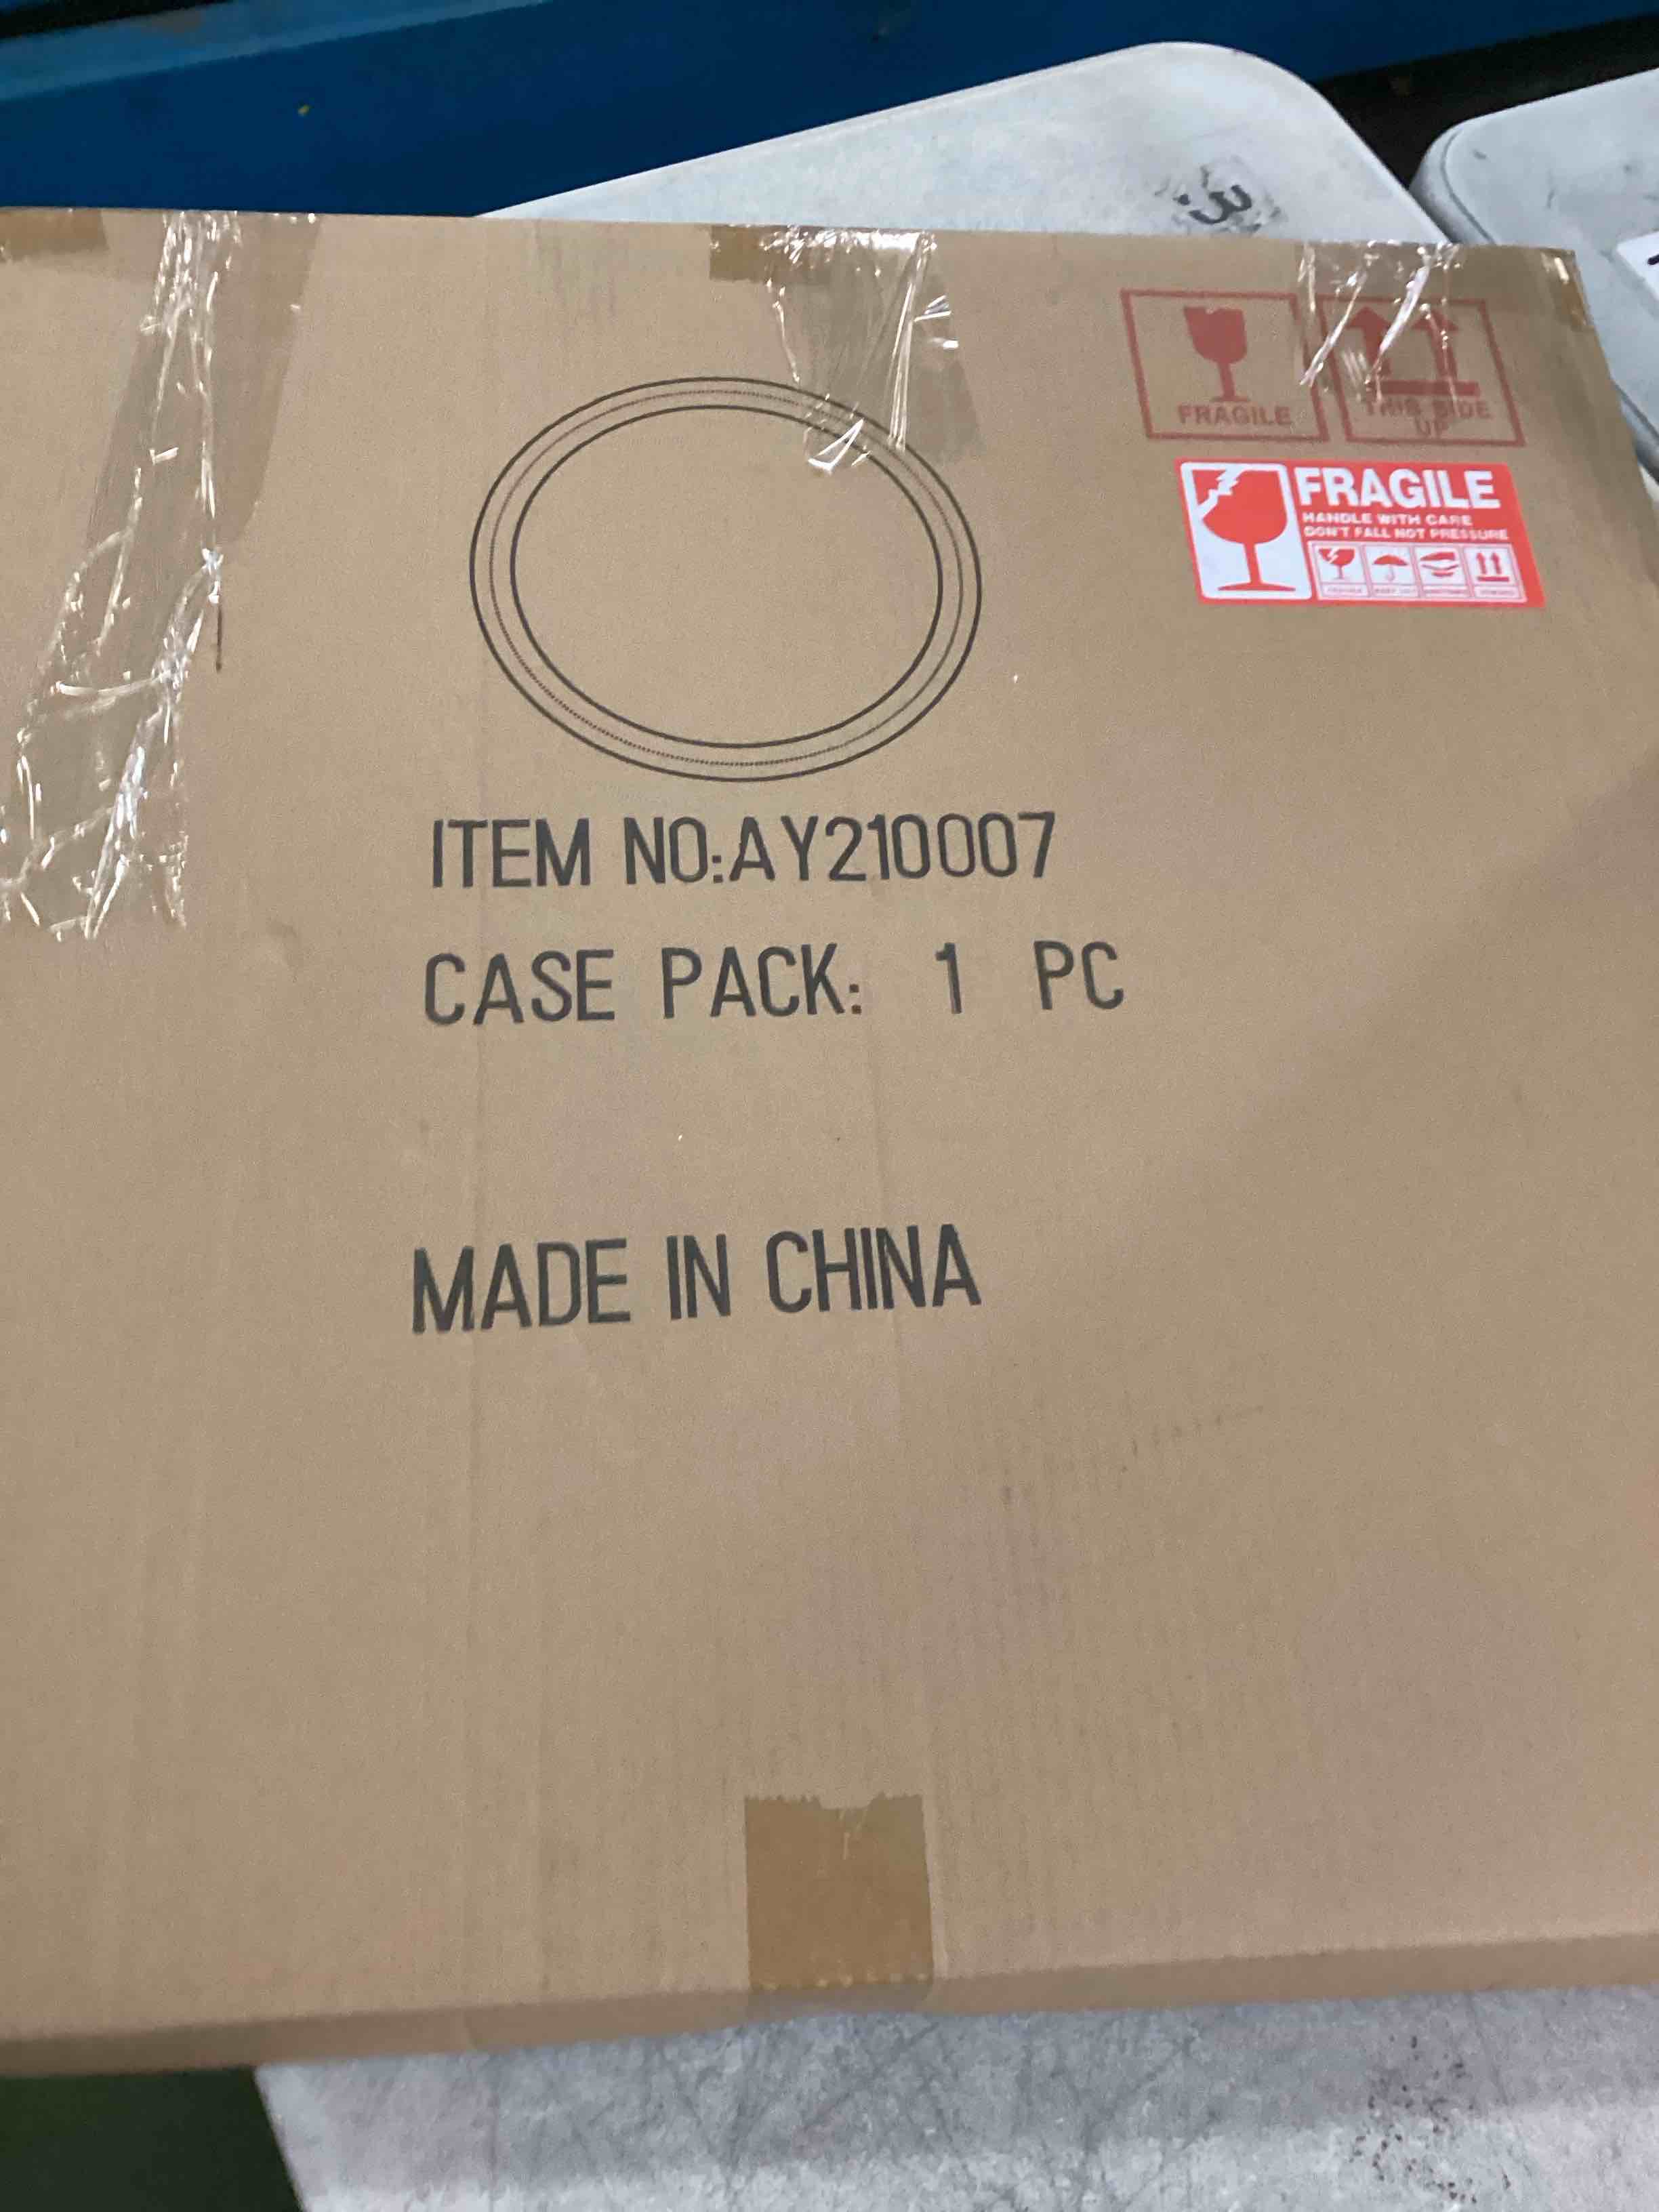 3
FRAGILE
THIS SIDE
UP
FRAGILE
HANDLE WITH CARE
DON'T FALL NOT PRESSURE
ITEM NO:AY210007
CASE PACK: 1 PC
MADE IN CHINA